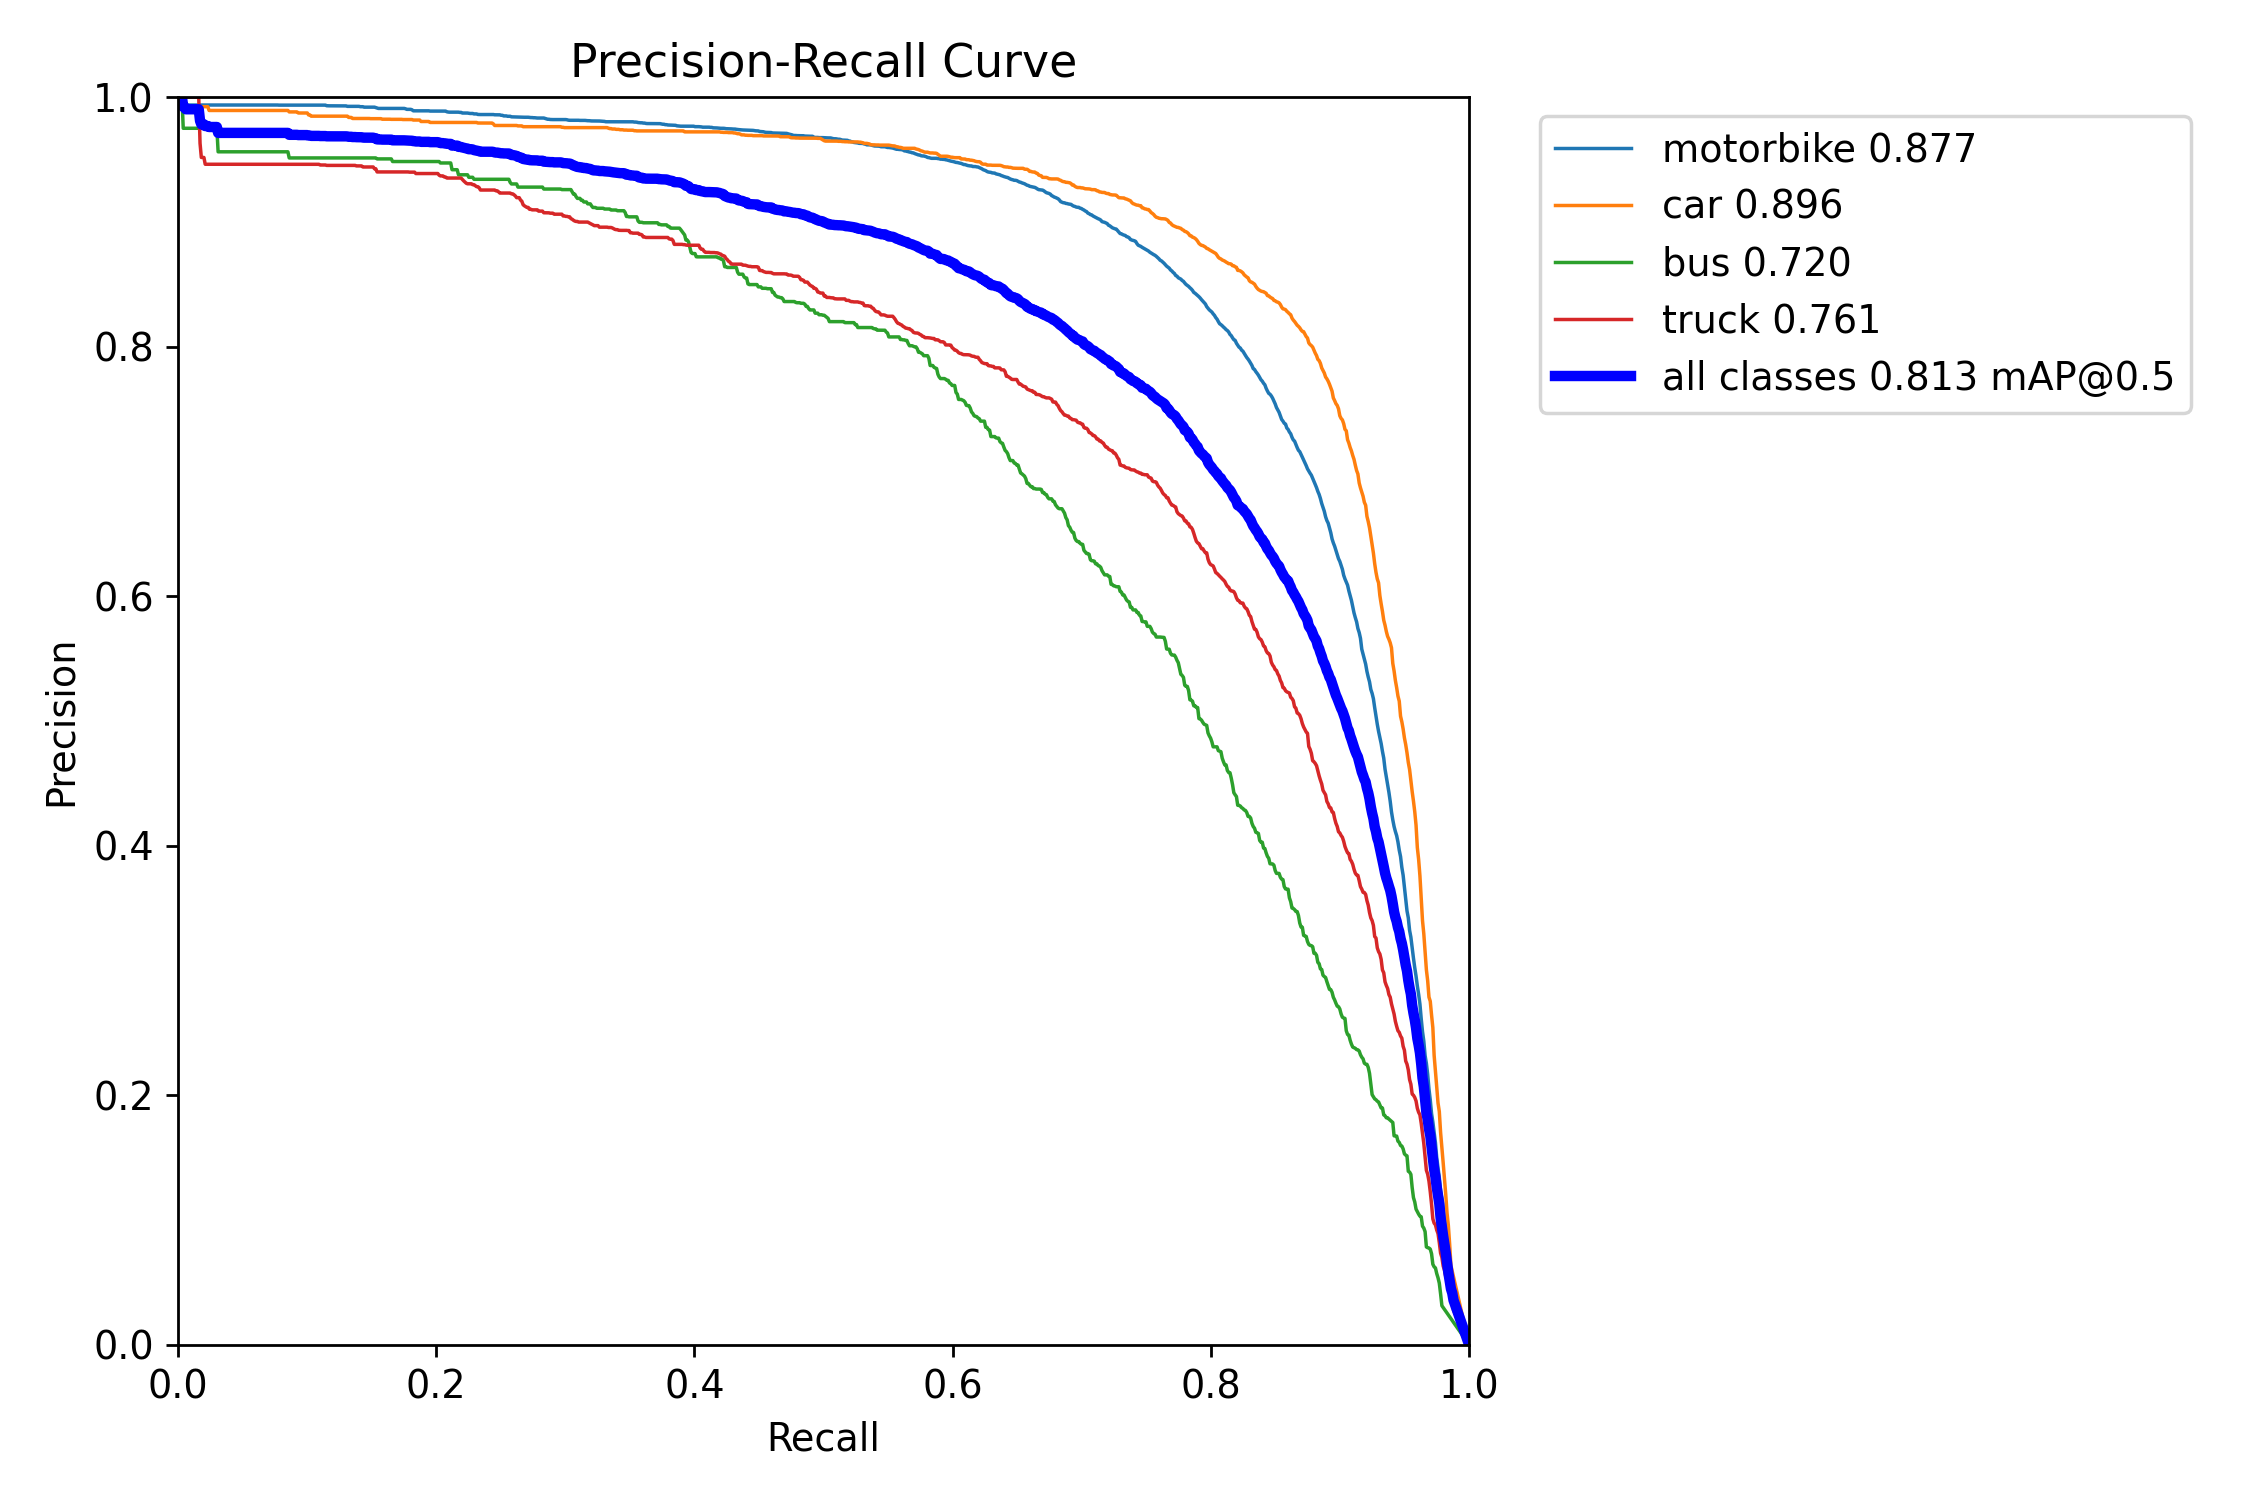 Precision-Recall Curve
1.0
0.8
0.6
0.4
0.2
0.0
Precision
0.0 0.2 0.4 0.6 0.8 1.0
Recall
motorbike 0.877
car 0.896
bus 0.720
truck 0.761
all classes 0.813 mAP@0.5